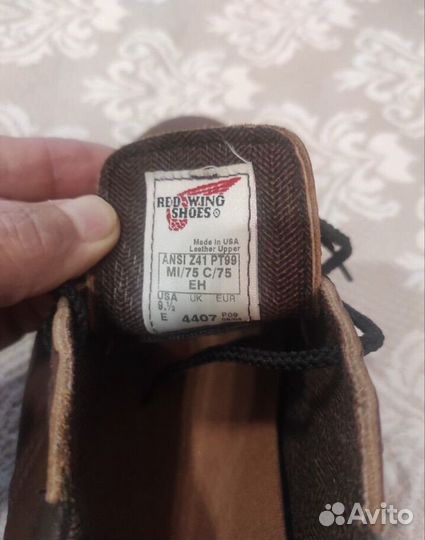 RED WING
SHOES®
Made in USA
Leather Upper
ANSI Z41 PT99
MI/75 C/75
EH
USA UK EUR
9 1/2
E 4407 P09
Avito